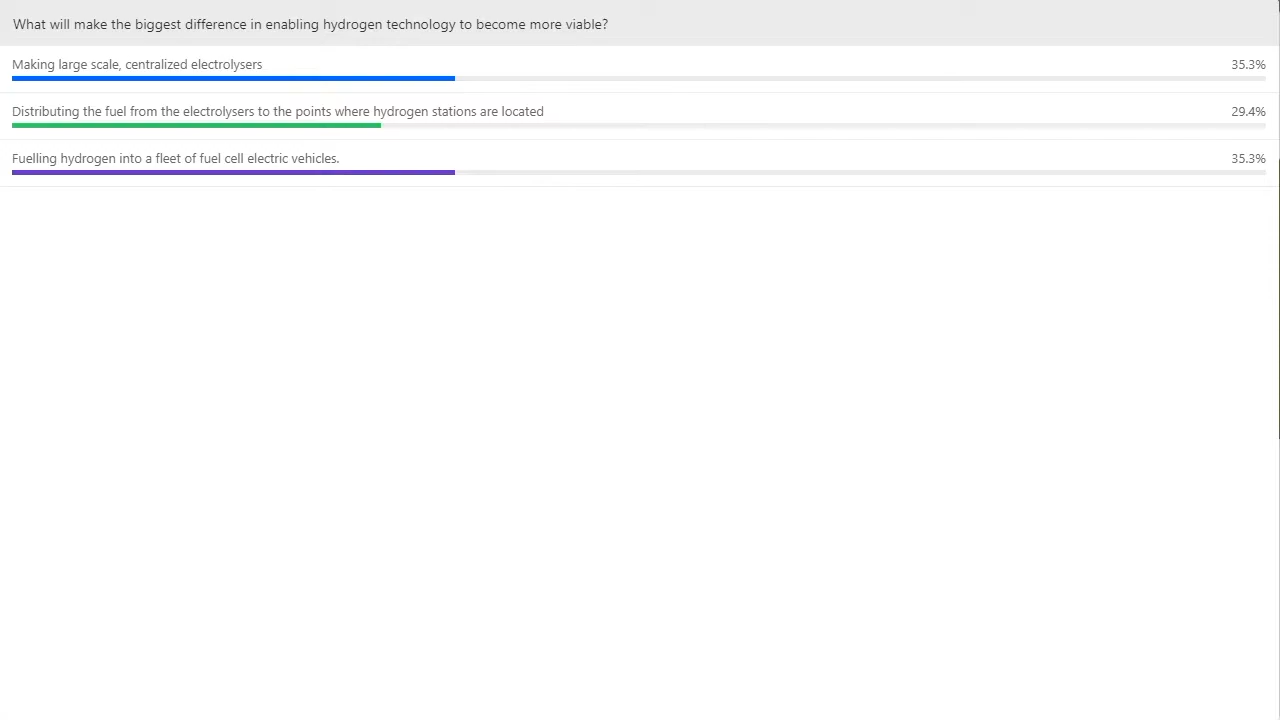 What will make the biggest difference in enabling hydrogen technology to become more viable?
Making large scale, centralized electrolysers 35.3%
Distributing the fuel from the electrolysers to the points where hydrogen stations are located 29.4%
Fuelling hydrogen into a fleet of fuel cell electric vehicles. 35.3%